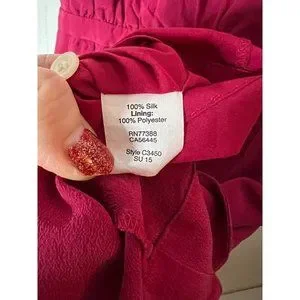 100% Silk
Lining:
100% Polyester
RN77388
CA56445
Style C3450
SU 15